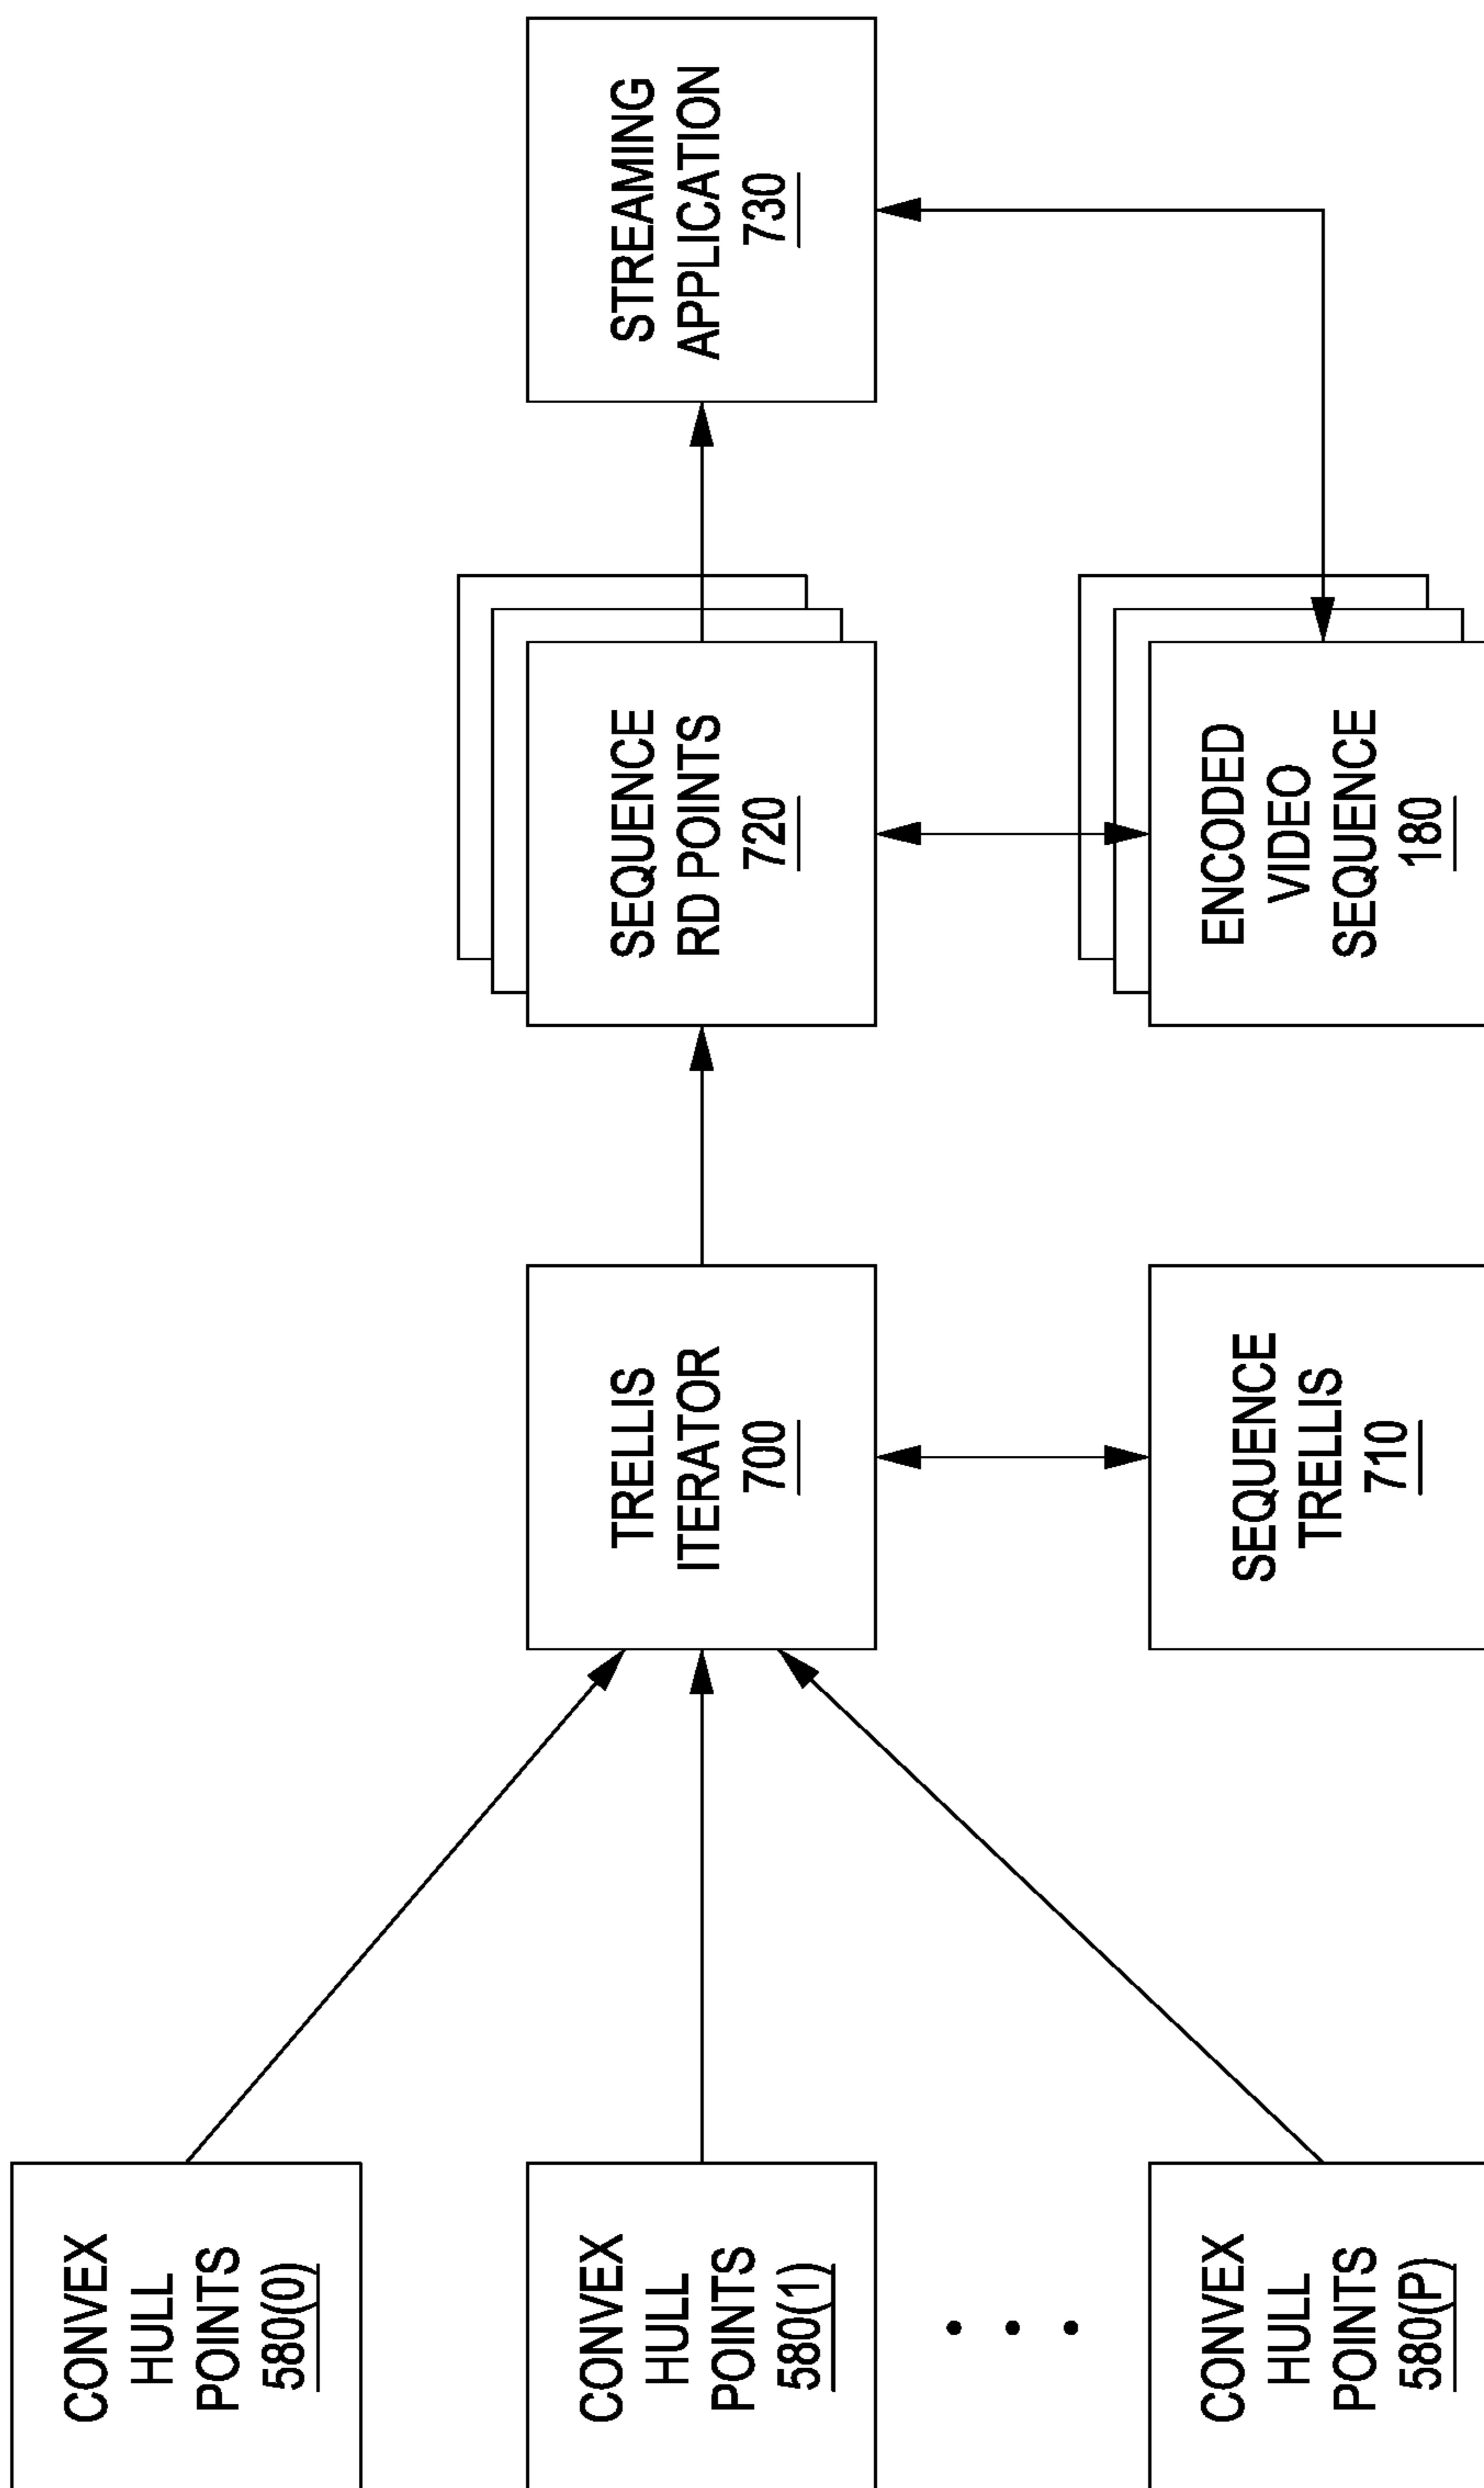 CONVEX
HULL
POINTS
580(0)
CONVEX
HULL
POINTS
580(1)
CONVEX
HULL
POINTS
580(P)
TRELLIS
ITERATOR
700
SEQUENCE
TRELLIS
710
SEQUENCE
RD POINTS
720
ENCODED
VIDEO
SEQUENCE
180
STREAMING
APPLICATION
730